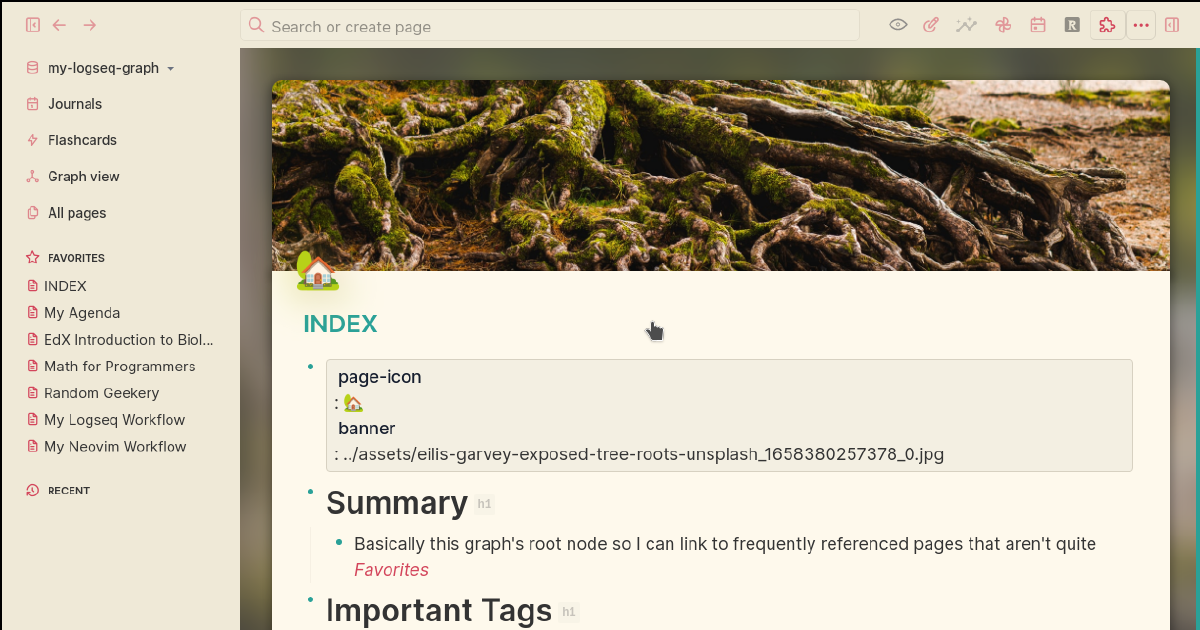 Search or create page
R
my-logseq-graph
Journals
Flashcards
Graph view
All pages
FAVORITES
INDEX
My Agenda
EdX Introduction to Biol...
Math for Programmers
Random Geekery
My Logseq Workflow
My Neovim Workflow
RECENT
INDEX
page-icon
: 🏡
banner
: ../assets/eilis-garvey-exposed-tree-roots-unsplash_1658380257378_0.jpg
Summary h1
Basically this graph's root node so I can link to frequently referenced pages that aren't quite
Favorites
Important Tags h1